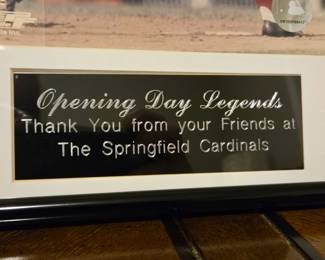 Opening Day Legends
Thank You from your Friends at
The Springfield Cardinals